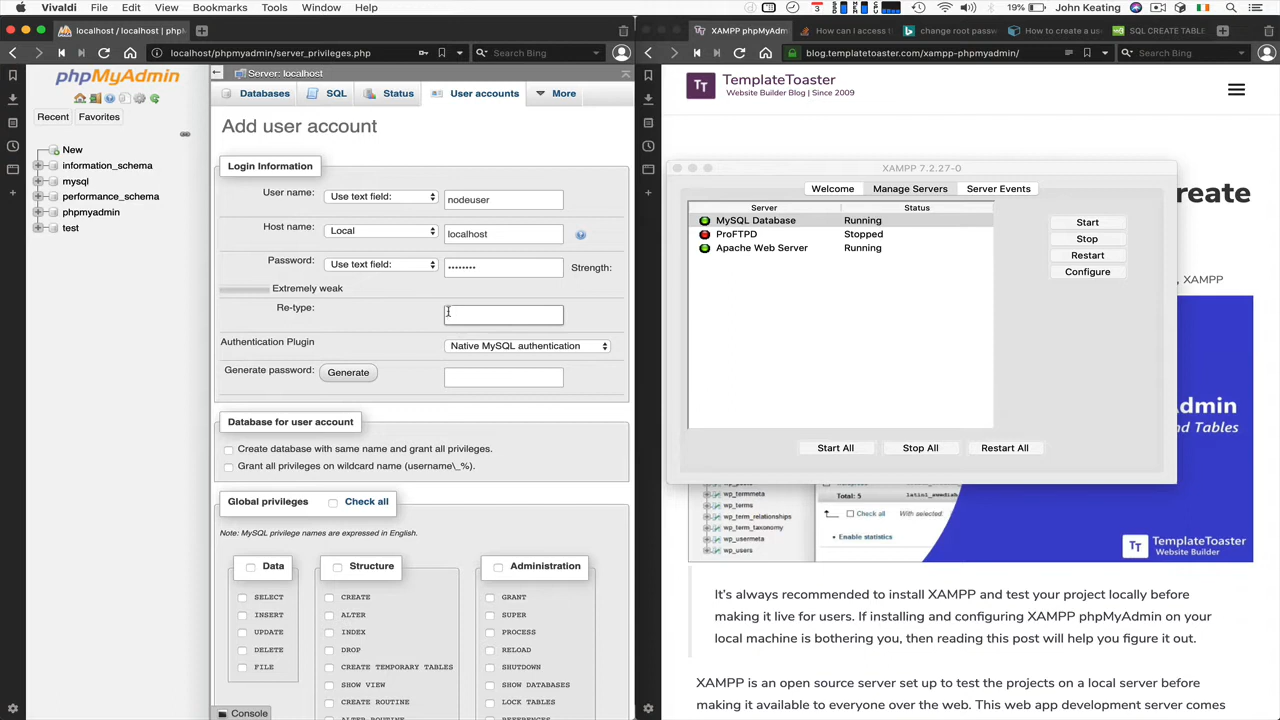 Vivaldi File Edit View Bookmarks Tools Window Help
3 19% John Keating
localhost / localhost | phpM
localhost/phpmyadmin/server_privileges.php
Search Bing
phpMyAdmin
Recent Favorites
New
information_schema
mysql
performance_schema
phpmyadmin
test
Server: localhost
Databases SQL Status User accounts More
Add user account
Login Information
User name: Use text field: nodeuser
Host name: Local localhost
Password: Use text field: •••••••• Strength:
Extremely weak
Re-type:
Authentication Plugin Native MySQL authentication
Generate password: Generate
Database for user account
Create database with same name and grant all privileges.
Grant all privileges on wildcard name (username\_%).
Global privileges Check all
Note: MySQL privilege names are expressed in English.
Data Structure Administration
SELECT CREATE GRANT
INSERT ALTER SUPER
UPDATE INDEX PROCESS
DELETE DROP RELOAD
FILE CREATE TEMPORARY TABLES SHUTDOWN
SHOW VIEW SHOW DATABASES
CREATE ROUTINE LOCK TABLES
ALTER ROUTINE REFERENCES
Console
XAMPP phpMyAdm How can i access t change root passw How to create a us SQL CREATE TABLE
blog.templatetoaster.com/xampp-phpmyadmin/
Search Bing
TT TemplateToaster
Website Builder Blog | Since 2009
reate
, XAMPP
XAMPP 7.2.27-0
Welcome Manage Servers Server Events
Server Status
MySQL Database Running
ProFTPD Stopped
Apache Web Server Running
Start
Stop
Restart
Configure
Start All Stop All Restart All
dmin
nd Tables
wp_termmeta
wp_terms
wp_term_relationships
wp_term_taxonomy
wp_usermeta
wp_users
Total: 5
Check all With selected:
Enable statistics
TT TemplateToaster
Website Builder
It's always recommended to install XAMPP and test your project locally before
making it live for users. If installing and configuring XAMPP phpMyAdmin on your
local machine is bothering you, then reading this post will help you figure it out.
XAMPP is an open source server set up to test the projects on a local server before
making it available to everyone over the web. This web app development server comes